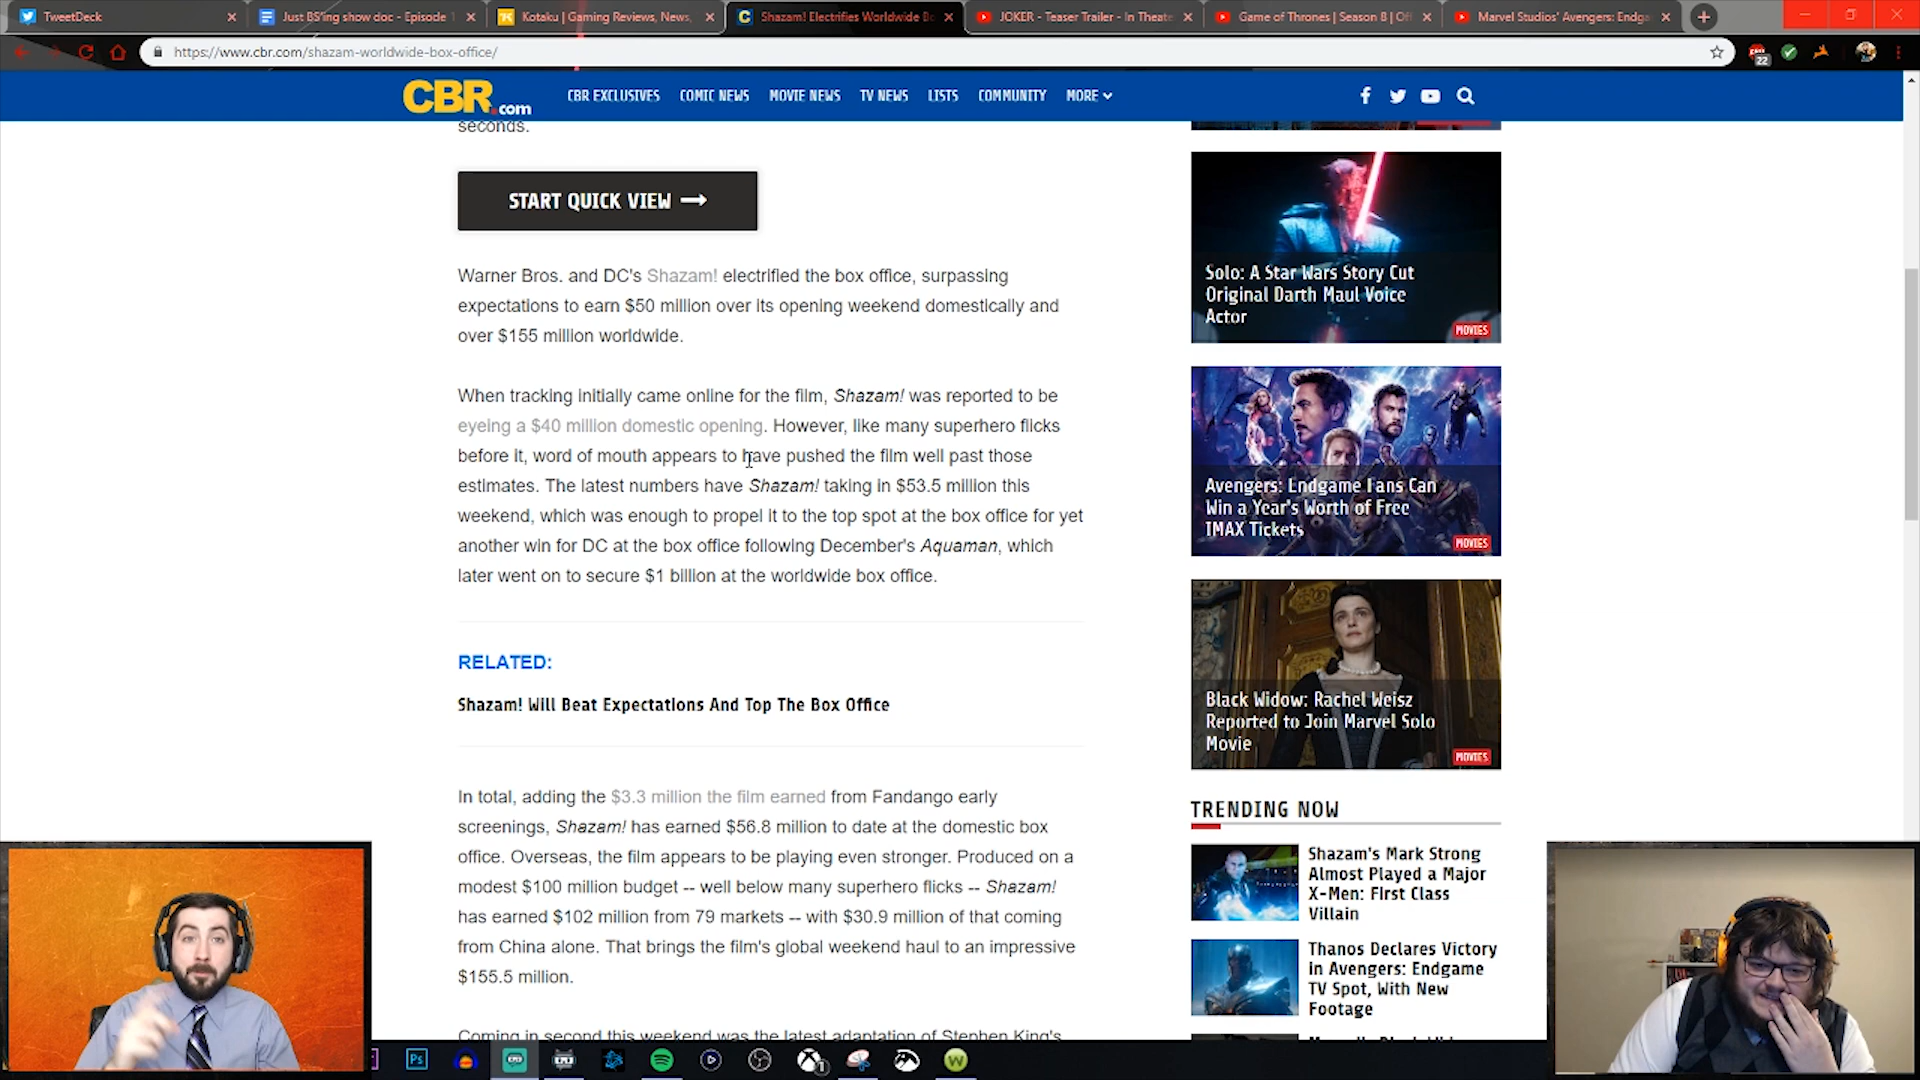 TweetDeck
Just BS'ing show doc - Episode 1
Kotaku | Gaming Reviews, News,
Shazam! Electrifies Worldwide Bo
JOKER - Teaser Trailer - In Theate
Game of Thrones | Season 8 | Off
Marvel Studios' Avengers: Endga
https://www.cbr.com/shazam-worldwide-box-office/
22
CBR.com
CBR EXCLUSIVES
COMIC NEWS
MOVIE NEWS
TV NEWS
LISTS
COMMUNITY
MORE
seconds.
START QUICK VIEW
Warner Bros. and DC's Shazam! electrified the box office, surpassing
expectations to earn $50 million over its opening weekend domestically and
over $155 million worldwide.
When tracking initially came online for the film, Shazam! was reported to be
eyeing a $40 million domestic opening. However, like many superhero flicks
before it, word of mouth appears to have pushed the film well past those
estimates. The latest numbers have Shazam! taking in $53.5 million this
weekend, which was enough to propel it to the top spot at the box office for yet
another win for DC at the box office following December's Aquaman, which
later went on to secure $1 billion at the worldwide box office.
RELATED:
Shazam! Will Beat Expectations And Top The Box Office
In total, adding the $3.3 million the film earned from Fandango early
screenings, Shazam! has earned $56.8 million to date at the domestic box
office. Overseas, the film appears to be playing even stronger. Produced on a
modest $100 million budget -- well below many superhero flicks -- Shazam!
has earned $102 million from 79 markets -- with $30.9 million of that coming
from China alone. That brings the film's global weekend haul to an impressive
$155.5 million.
Coming in second this weekend was the latest adaptation of Stephen King's
Solo: A Star Wars Story Cut
Original Darth Maul Voice
Actor
MOVIES
Avengers: Endgame Fans Can
Win a Year's Worth of Free
IMAX Tickets
MOVIES
Black Widow: Rachel Weisz
Reported to Join Marvel Solo
Movie
MOVIES
TRENDING NOW
Shazam's Mark Strong
Almost Played a Major
X-Men: First Class
Villain
Thanos Declares Victory
in Avengers: Endgame
TV Spot, With New
Footage
Ps
1
W